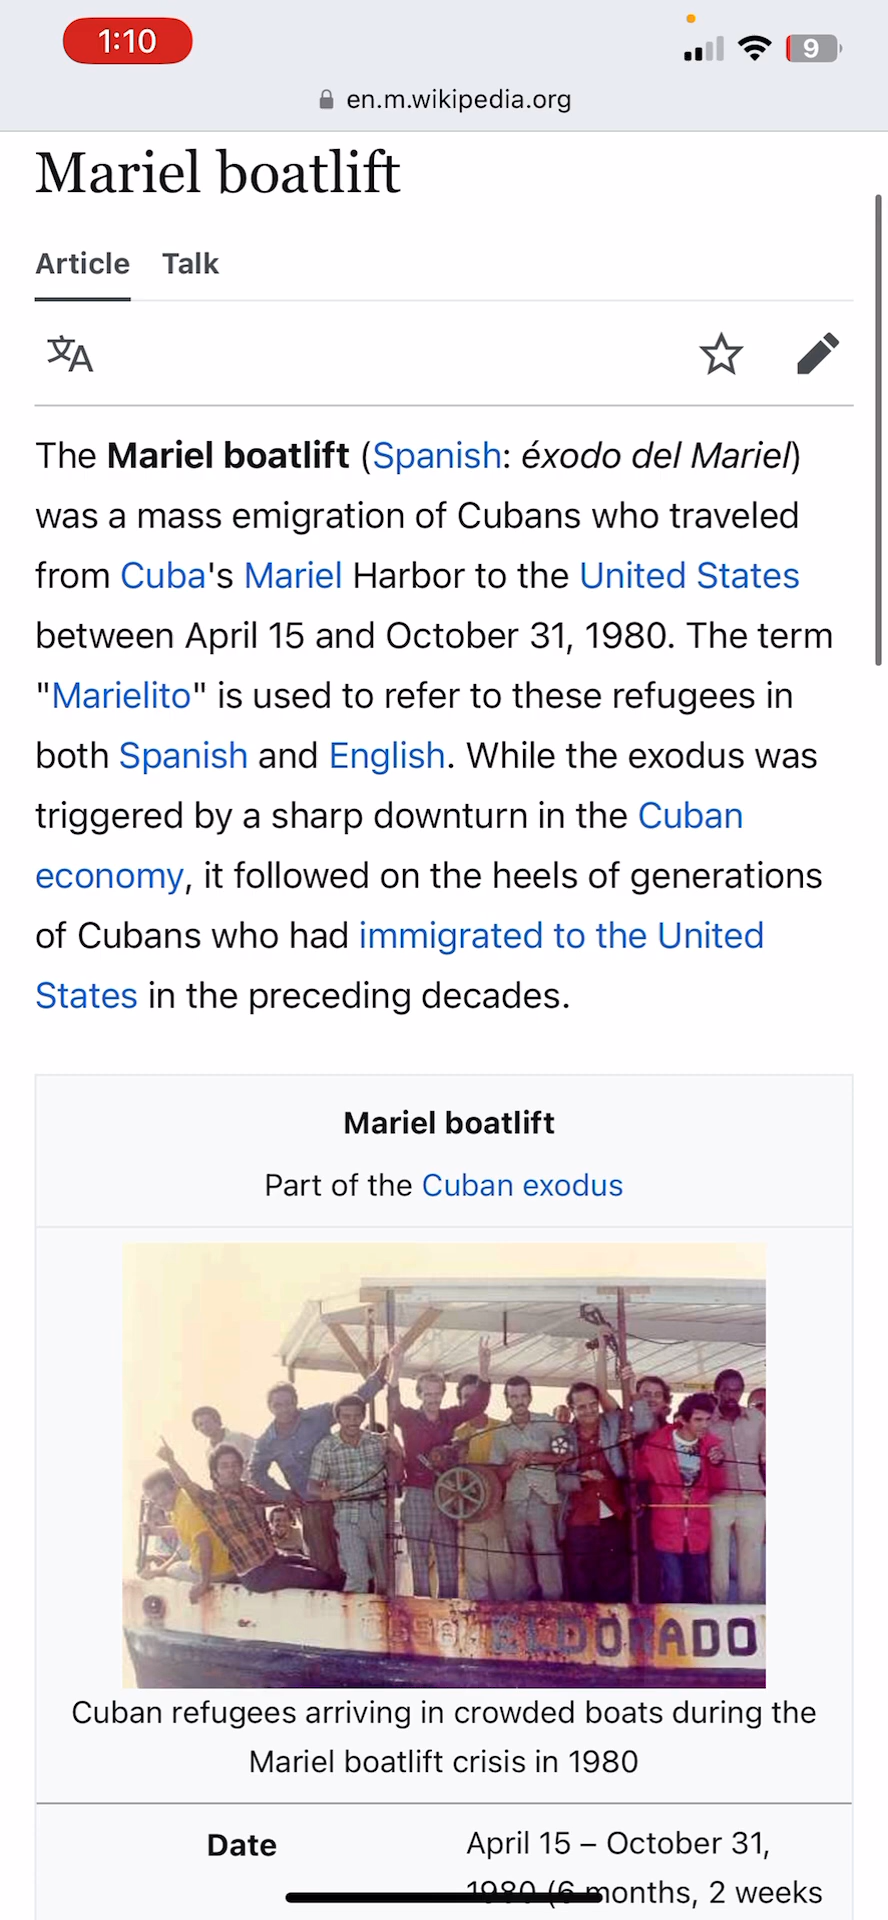 1:10
9
en.m.wikipedia.org
Mariel boatlift
Article Talk
The Mariel boatlift (Spanish: éxodo del Mariel)
was a mass emigration of Cubans who traveled
from Cuba's Mariel Harbor to the United States
between April 15 and October 31, 1980. The term
"Marielito" is used to refer to these refugees in
both Spanish and English. While the exodus was
triggered by a sharp downturn in the Cuban
economy, it followed on the heels of generations
of Cubans who had immigrated to the United
States in the preceding decades.
Mariel boatlift
Part of the Cuban exodus
ELDORADO
Cuban refugees arriving in crowded boats during the
Mariel boatlift crisis in 1980
Date April 15 – October 31,
1980 (6 months, 2 weeks